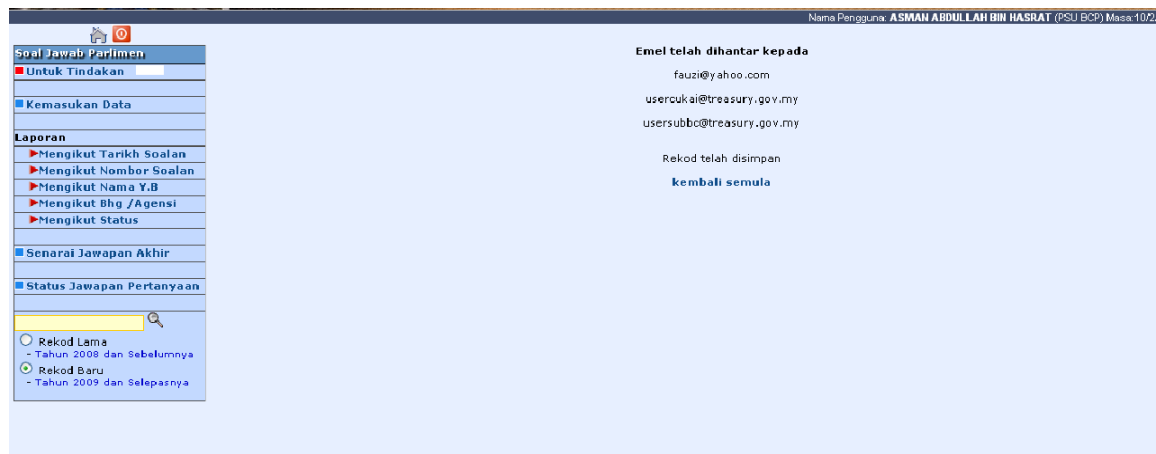 Nama Pengguna: ASMAN ABDULLAH BIN HASRAT (PSU BCP) Masa:10/2
Soal Jawab Parlimen
Untuk Tindakan
Kemasukan Data
Laporan
Mengikut Tarikh Soalan
Mengikut Nombor Soalan
Mengikut Nama Y.B
Mengikut Bhg /Agensi
Mengikut Status
Senarai Jawapan Akhir
Status Jawapan Pertanyaan
Rekod Lama
- Tahun 2008 dan Sebelumnya
Rekod Baru
- Tahun 2009 dan Selepasnya
Emel telah dihantar kepada
fauzi@yahoo.com
usercukai@treasury.gov.my
usersubbc@treasury.gov.my
Rekod telah disimpan
kembali semula